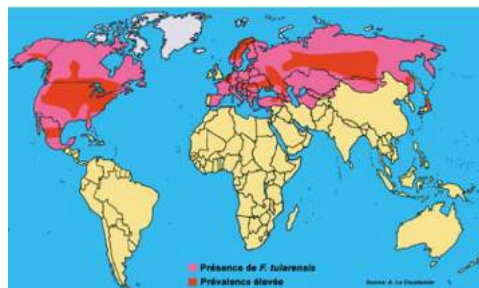 Présence de F. tularensis
Prévalence élevée
Source: A. Le Coustumier